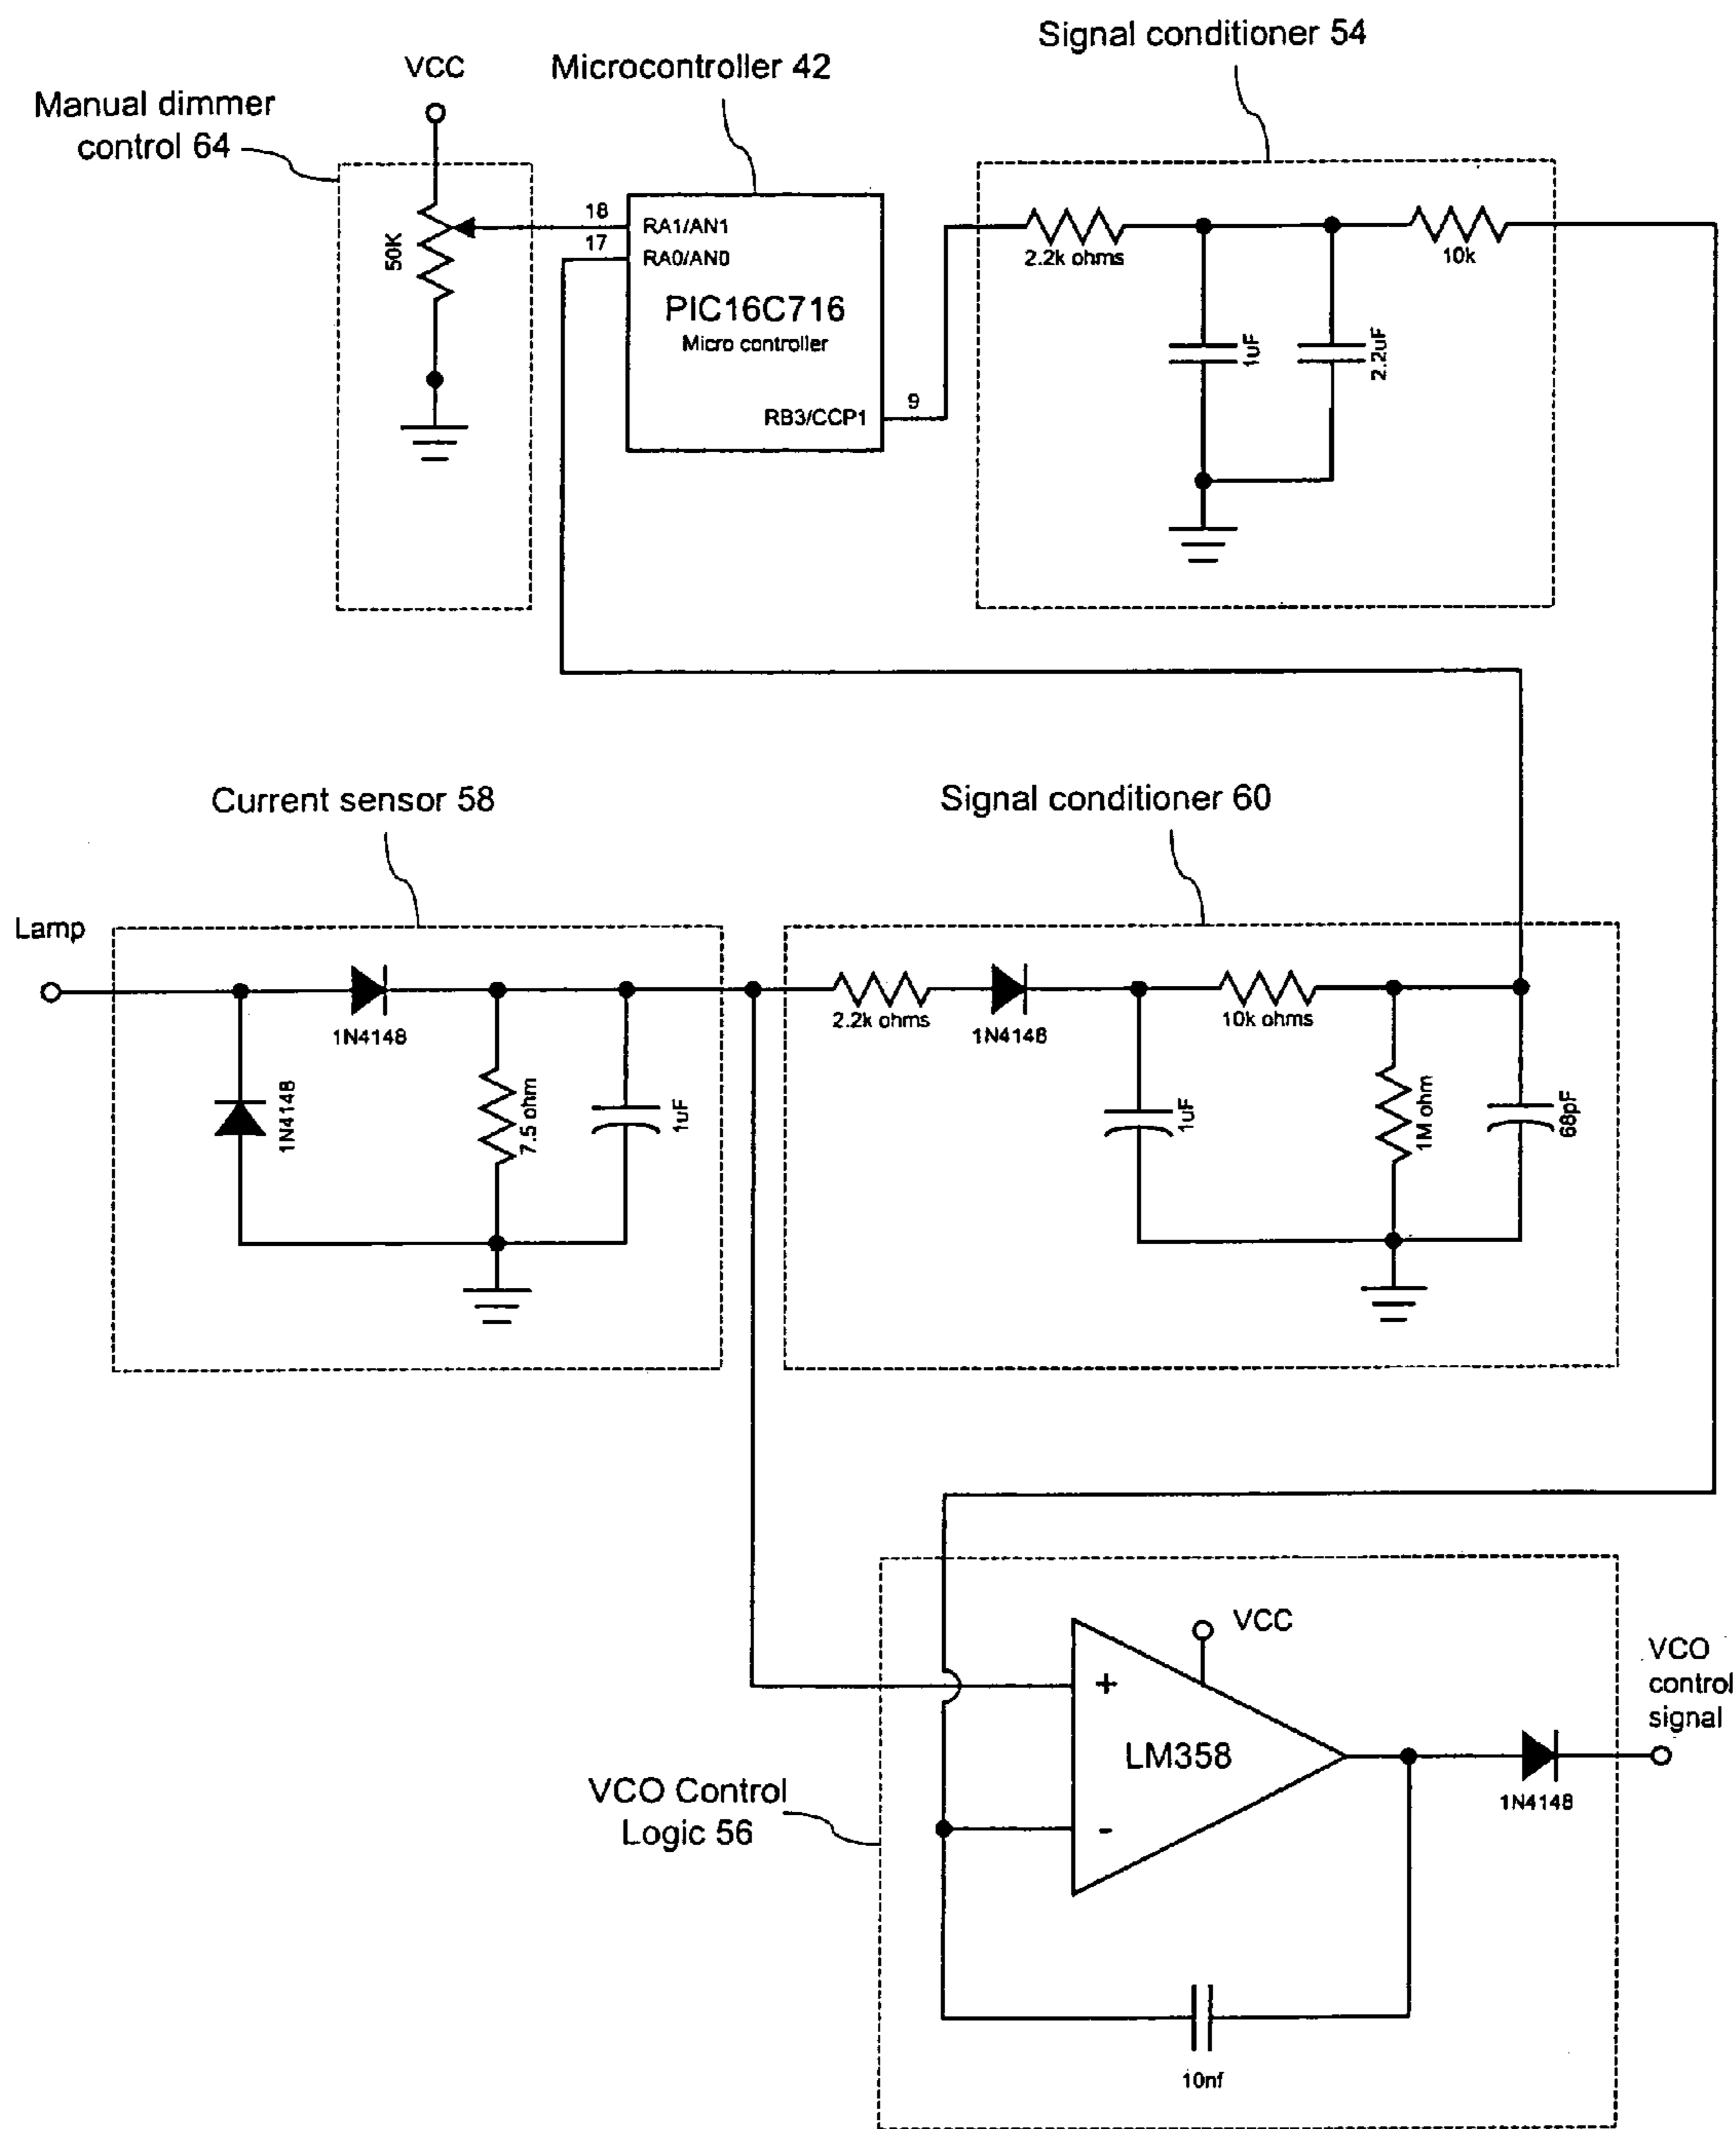 Signal conditioner 54
VCC
Microcontroller 42
Manual dimmer
control 64
50K
18
17
RA1/AN1
RA0/AN0
PIC16C716
Micro controller
RB3/CCP1
9
2.2k ohms
10k
1uF
2.2uF
Current sensor 58
Signal conditioner 60
Lamp
1N4148
1N4148
7.5 ohm
1uF
2.2k ohms
1N4148
10k ohms
1uF
1M ohm
68pF
VCC
+
LM358
-
VCO
control
signal
1N4148
VCO Control
Logic 56
10nf